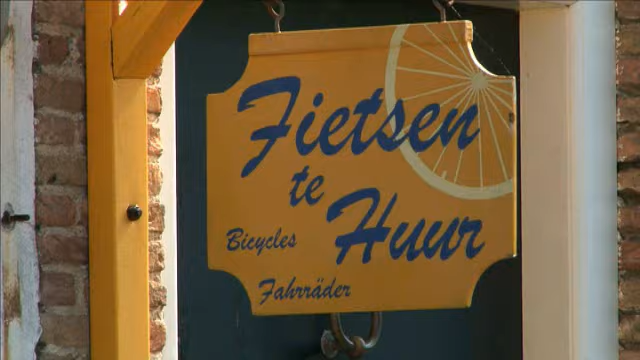 Fietsen
te
Huur
Bicycles
Fahrräder